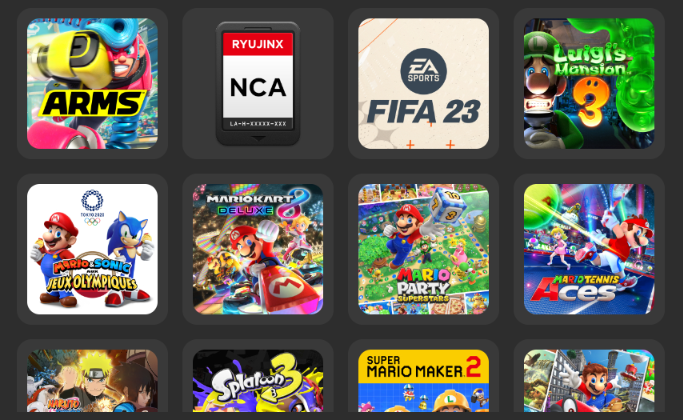 ARMS
RYUJINX
NCA
LA-H-XXXXX-XXX
EA
SPORTS
FIFA 23
Luigi's
Mansion
3
TOKYO 2020
MARIO & SONIC
AUX
JEUX OLYMPIQUES
MARIOKART 8
DELUXE
MARIO
PARTY
SUPERSTARS
MARIO TENNIS
Aces
NARUTO
Splatoon 3
SUPER
MARIO MAKER 2